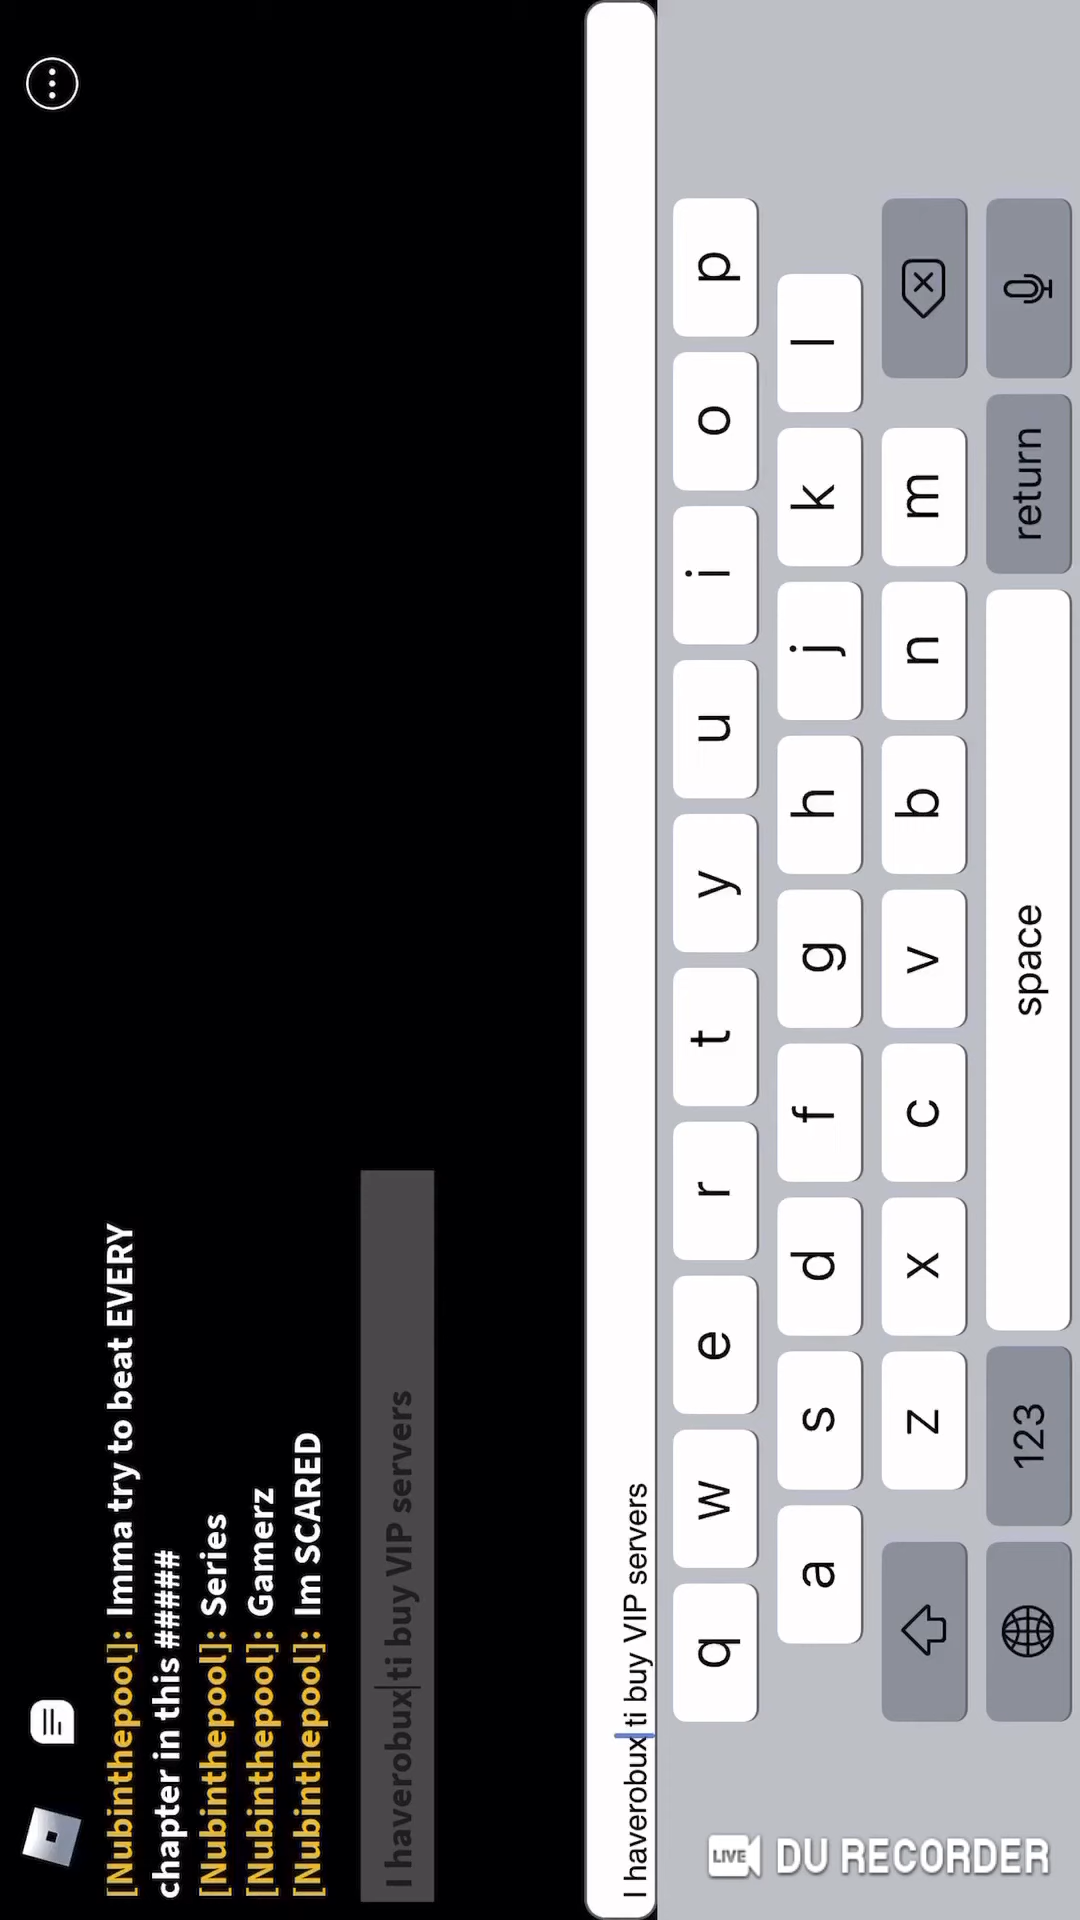 [Nubinthepool]: Imma try to beat EVERY
chapter in this #####
[Nubinthepool]: Series
[Nubinthepool]: Gamerz
[Nubinthepool]: Im SCARED
I haverobux ti buy VIP servers
I haverobux ti buy VIP servers
q w e r t y u i o p
a s d f g h j k l
z x c v b n m
123 space return
LIVE DU RECORDER